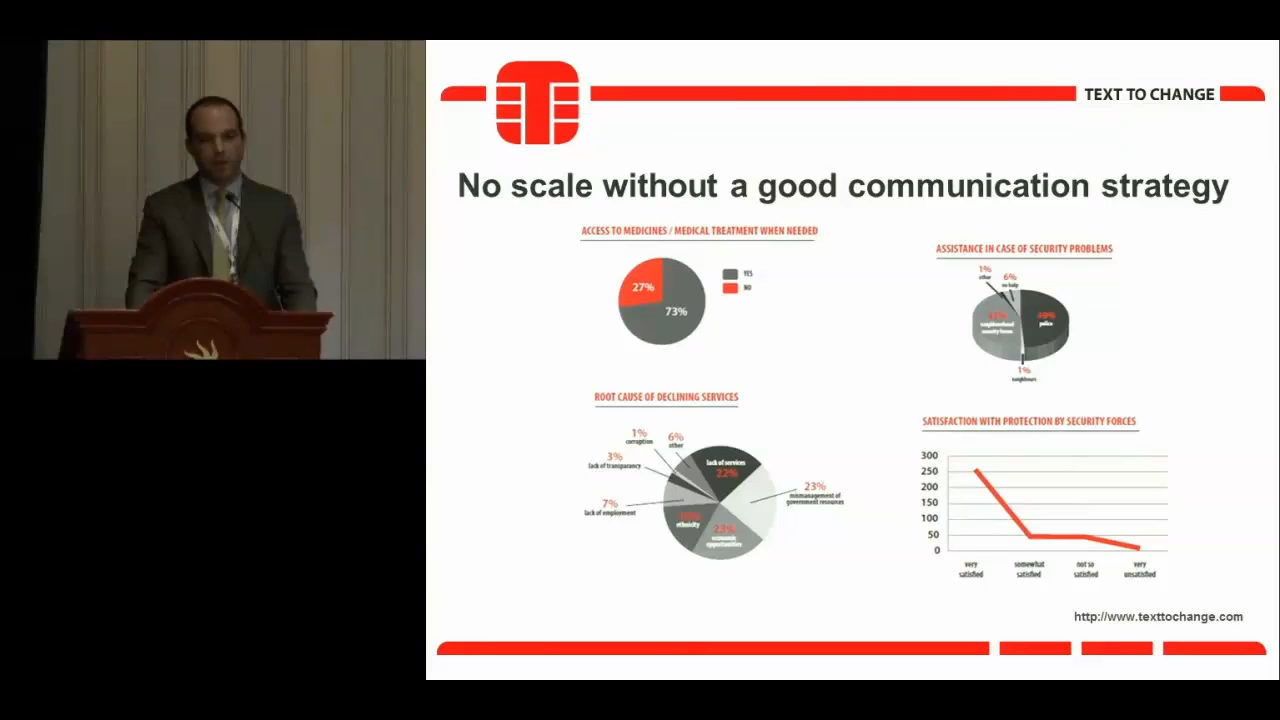 TEXT TO CHANGE
No scale without a good communication strategy
ACCESS TO MEDICINES / MEDICAL TREATMENT WHEN NEEDED
27%
73%
YES
NO
ASSISTANCE IN CASE OF SECURITY PROBLEMS
1%
other
6%
no help
neighbourhood
security forces
police
1%
neighbours
ROOT CAUSE OF DECLINING SERVICES
1%
corruption
6%
other
3%
lack of transparancy
7%
lack of employment
lack of services
22%
23%
mismanagement of
government resources
ethnicity
23%
economic
opportunities
SATISFACTION WITH PROTECTION BY SECURITY FORCES
300
250
200
150
100
50
0
very
satisfied
somewhat
satisfied
not so
satisfied
very
unsatisfied
http://www.texttochange.com